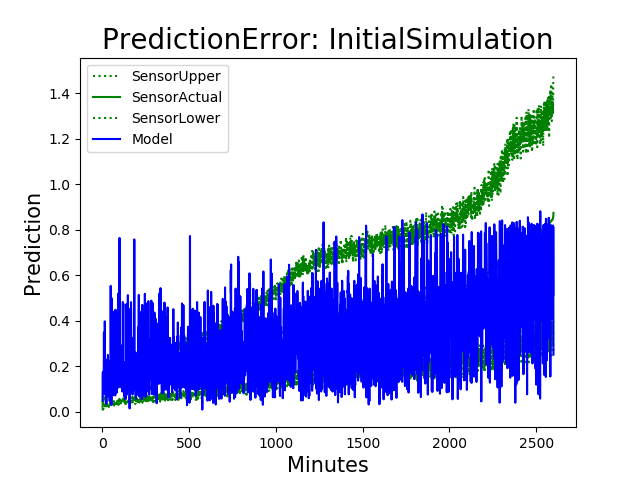 PredictionError: InitialSimulation
SensorUpper
SensorActual
SensorLower
Model
Prediction
1.4
1.2
1.0
0.8
0.6
0.4
0.2
0.0
0 500 1000 1500 2000 2500
Minutes